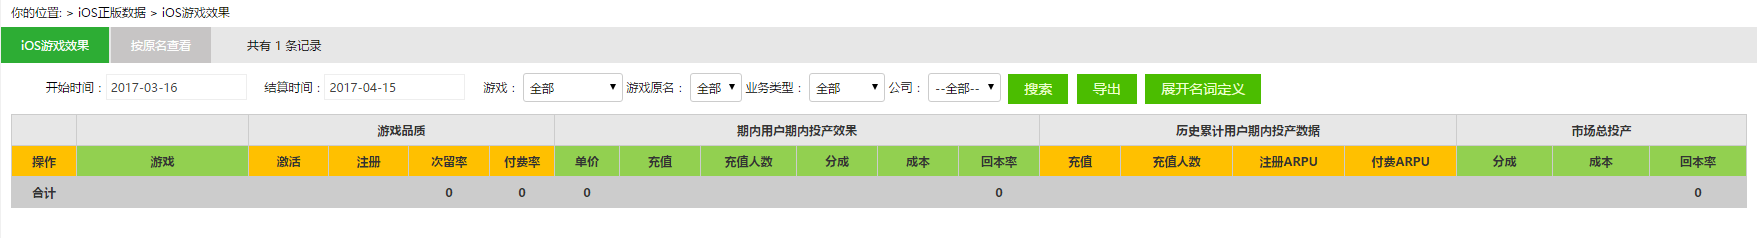 你的位置: > iOS正版数据 > iOS游戏效果
iOS游戏效果 按原名查看 共有 1 条记录
开始时间： 2017-03-16 结算时间： 2017-04-15 游戏： 全部 游戏原名： 全部 业务类型： 全部 公司： --全部-- 搜索 导出 展开名词定义
游戏品质 期内用户期内投产效果 历史累计用户期内投产数据 市场总投产
操作 游戏 激活 注册 次留率 付费率 单价 充值 充值人数 分成 成本 回本率 充值 充值人数 注册ARPU 付费ARPU 分成 成本 回本率
合计 0 0 0 0 0